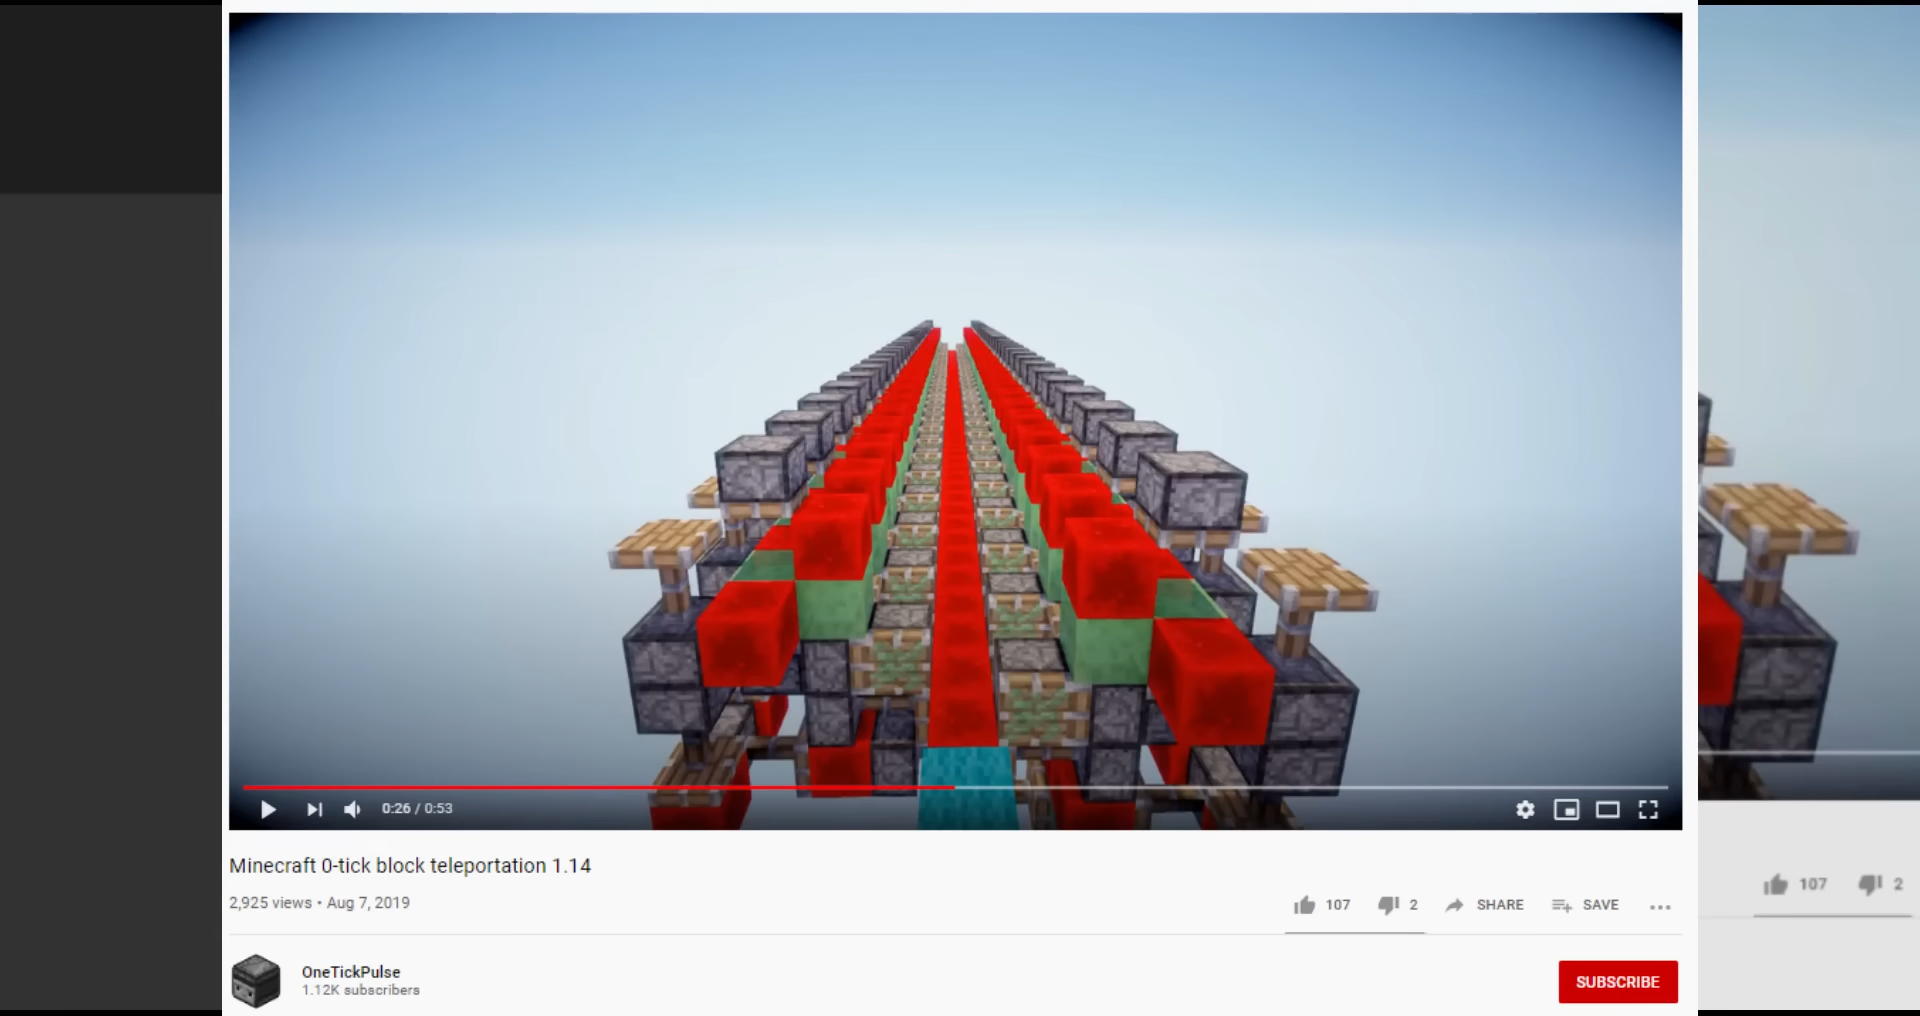 0:26 / 0:53
Minecraft 0-tick block teleportation 1.14
2,925 views • Aug 7, 2019
107 2 SHARE SAVE
107 2
OneTickPulse
1.12K subscribers
SUBSCRIBE